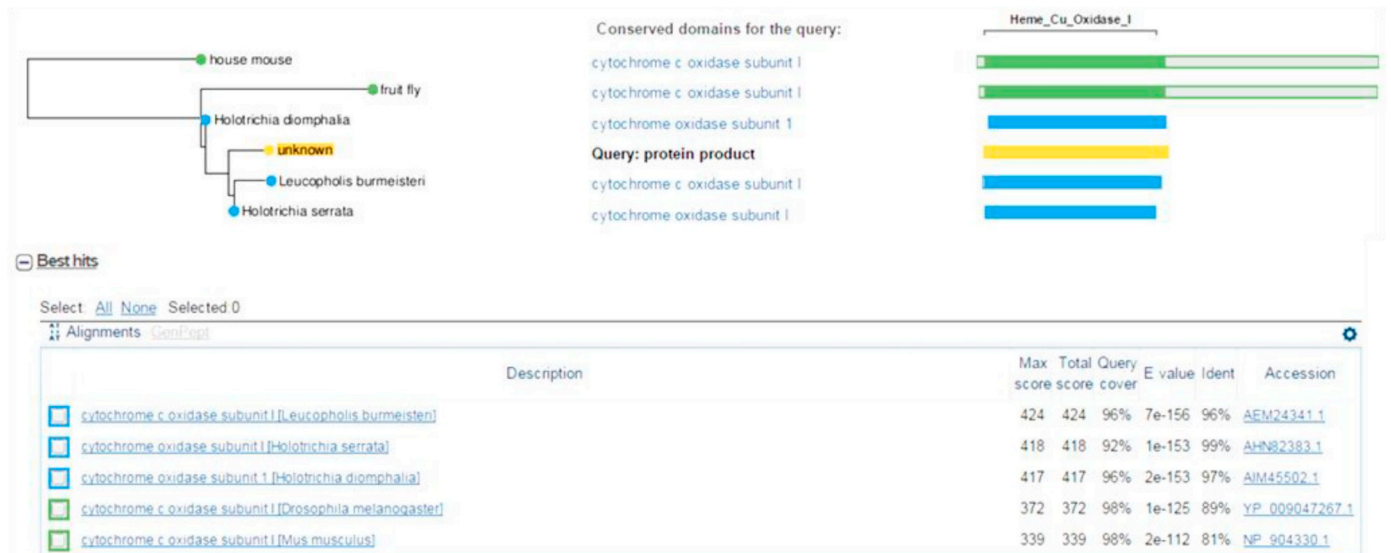 Heme_Cu_Oxidase_I
Conserved domains for the query:
house mouse
cytochrome c oxidase subunit I
fruit fly
cytochrome c oxidase subunit I
Holotrichia diomphalia
cytochrome oxidase subunit 1
unknown
Query: protein product
Leucopholis burmeisteri
cytochrome c oxidase subunit I
Holotrichia serrata
cytochrome oxidase subunit I
Best hits
Select: All None Selected:0
Alignments GenPept
Description Max score Total score Query cover E value Ident Accession
cytochrome c oxidase subunit I [Leucopholis burmeisteri] 424 424 96% 7e-156 96% AEM24341.1
cytochrome oxidase subunit I [Holotrichia serrata] 418 418 92% 1e-153 99% AHN82383.1
cytochrome oxidase subunit 1 [Holotrichia diomphalia] 417 417 96% 2e-153 97% AIM45502.1
cytochrome c oxidase subunit I [Drosophila melanogaster] 372 372 98% 1e-125 89% YP_009047267.1
cytochrome c oxidase subunit I [Mus musculus] 339 339 98% 2e-112 81% NP_904330.1